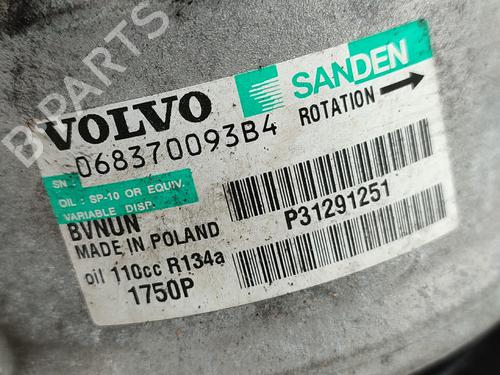 B-PARTS
VOLVO
SANDEN
ROTATION
068370093B4
SN :
OIL : SP-10 OR EQUIV.
VARIABLE DISP.
BVNUN
MADE IN POLAND
P31291251
oil 110cc R134a
1750P